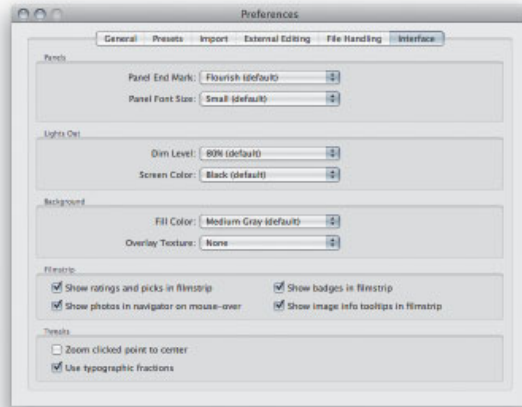 Preferences
General Presets Import External Editing File Handling Interface
Panels
Panel End Mark: Flourish (default)
Panel Font Size: Small (default)
Lights Out
Dim Level: 80% (default)
Screen Color: Black (default)
Background
Fill Color: Medium Gray (default)
Overlay Texture: None
Filmstrip
Show ratings and picks in filmstrip Show badges in filmstrip
Show photos in navigator on mouse-over Show image info tooltips in filmstrip
Tweaks
Zoom clicked point to center
Use typographic fractions